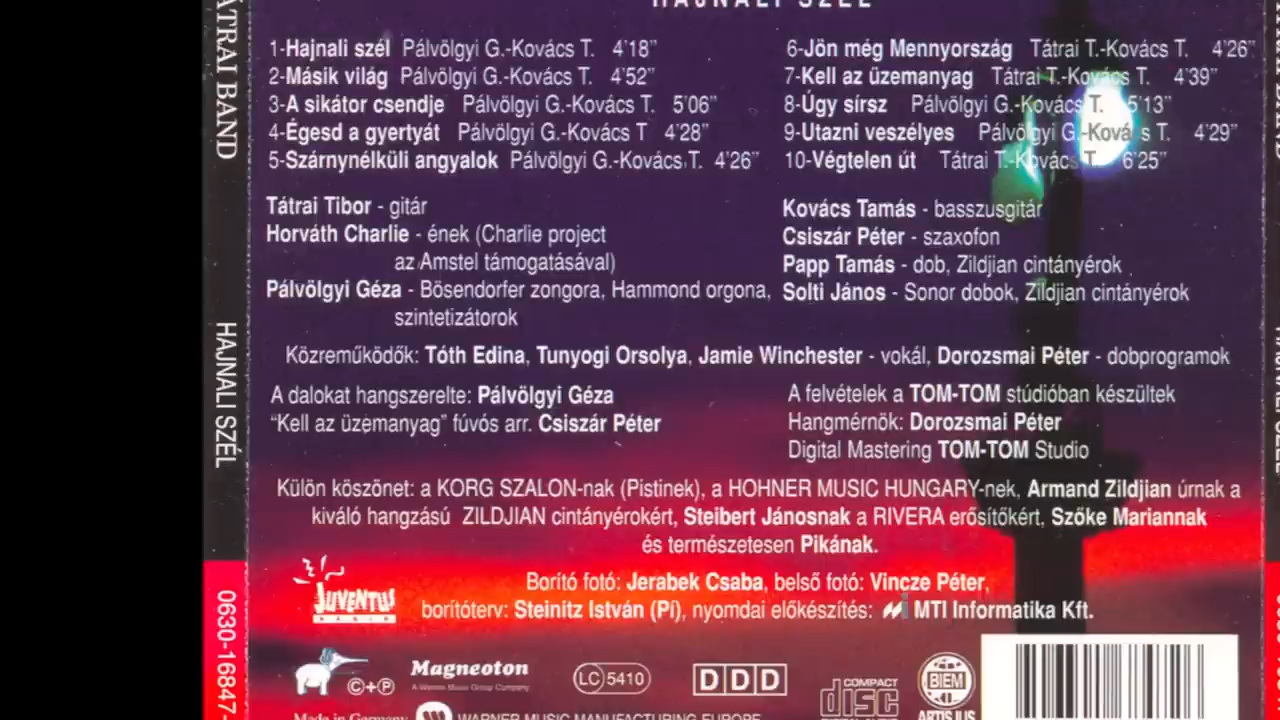 HAJNALI SZÉL
ÁTRAI BAND
HAJNALI SZÉL
0630-16847-
1-Hajnali szél Pálvölgyi G.-Kovács T. 4'18"
2-Másik világ Pálvölgyi G.-Kovács T. 4'52"
3-A sikátor csendje Pálvölgyi G.-Kovács T. 5'06"
4-Égesd a gyertyát Pálvölgyi G.-Kovács T 4'28"
5-Szárnynélküli angyalok Pálvölgyi G.-Kovács T. 4'26"
6-Jön még Mennyország Tátrai T.-Kovács T. 4'26"
7-Kell az üzemanyag Tátrai T.-Kovács T. 4'39"
8-Úgy sírsz Pálvölgyi G.-Kovács T. 5'13"
9-Utazni veszélyes Pálvölgyi G.-Kovács T. 4'29"
10-Végtelen út Tátrai T.-Kovács T. 6'25"
Tátrai Tibor - gitár
Horváth Charlie - ének (Charlie project
az Amstel támogatásával)
Pálvölgyi Géza - Bösendorfer zongora, Hammond orgona,
szintetizátorok
Kovács Tamás - basszusgitár
Csiszár Péter - szaxofon
Papp Tamás - dob, Zildjian cintányérok
Solti János - Sonor dobok, Zildjian cintányérok
Közreműködők: Tóth Edina, Tunyogi Orsolya, Jamie Winchester - vokál, Dorozsmai Péter - dobprogramok
A dalokat hangszerelte: Pálvölgyi Géza
"Kell az üzemanyag" fúvós arr. Csiszár Péter
A felvételek a TOM-TOM stúdióban készültek
Hangmérnök: Dorozsmai Péter
Digital Mastering TOM-TOM Studio
Külön köszönet: a KORG SZALON-nak (Pistinek), a HOHNER MUSIC HUNGARY-nek, Armand Zildjian úrnak a
kiváló hangzású ZILDJIAN cintányérokért, Steibert Jánosnak a RIVERA erősítőkért, Szőke Mariannak
és természetesen Pikának.
Borító fotó: Jerabek Csaba, belső fotó: Vincze Péter,
borítóterv: Steinitz István (Pí), nyomdai előkészítés: MTI Informatika Kft.
JUVENTUS
RÁDIÓ
©+℗
Magneoton
A Warner Music Group Company
LC 5410
DDD
COMPACT
disc
BIEM
ARTISJUS
Made in Germany
WARNER MUSIC MANUFACTURING EUROPE